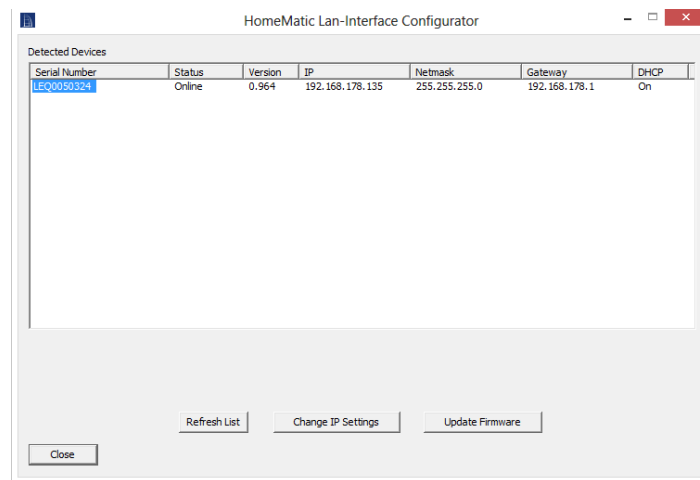 HomeMatic Lan-Interface Configurator
Detected Devices
Serial Number Status Version IP Netmask Gateway DHCP
LEQ0050324 Online 0.964 192.168.178.135 255.255.255.0 192.168.178.1 On
Refresh List Change IP Settings Update Firmware
Close